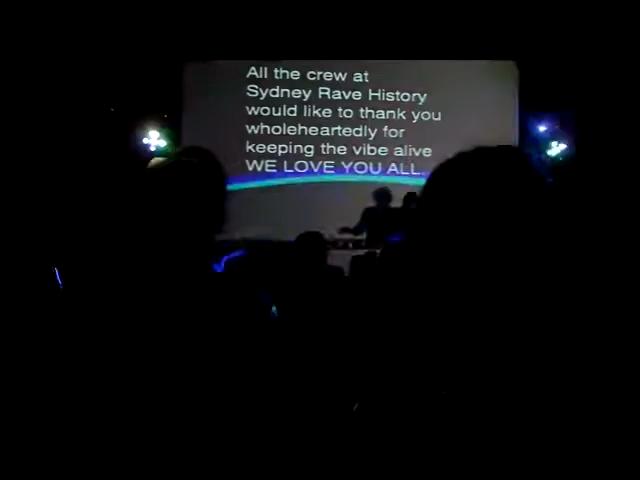 All the crew at
Sydney Rave History
would like to thank you
wholeheartedly for
keeping the vibe alive
WE LOVE YOU ALL.